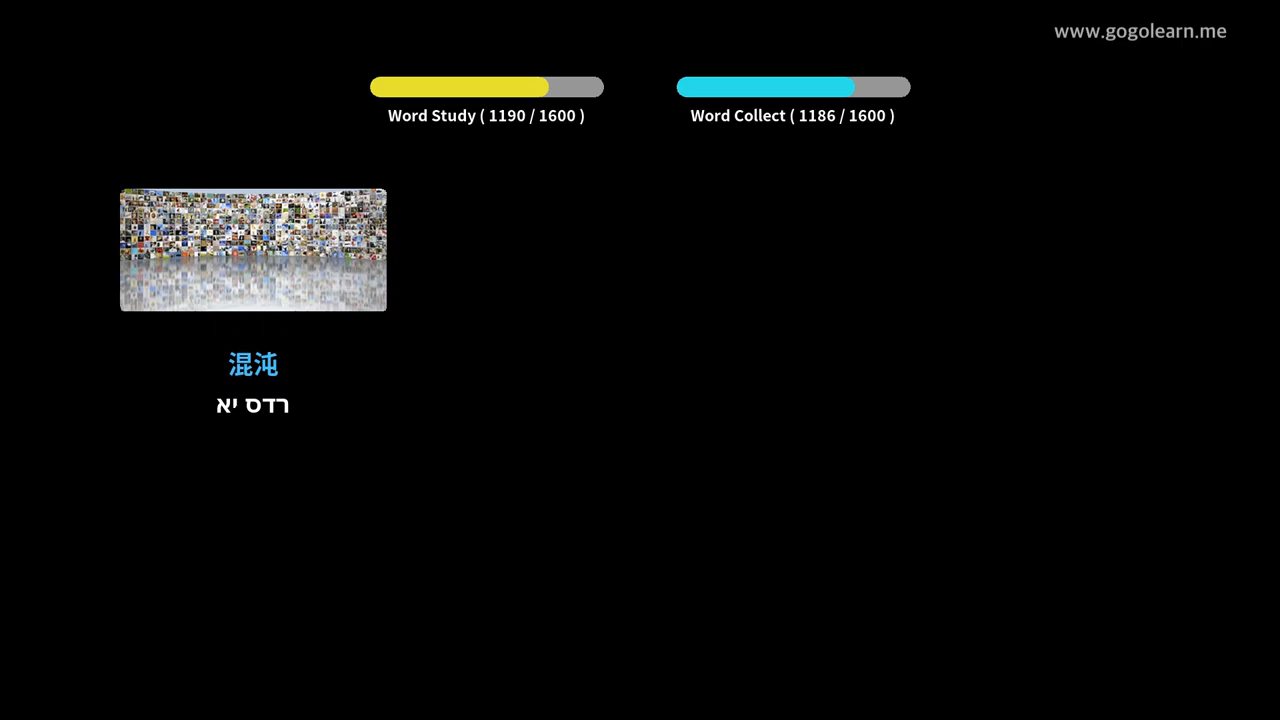 www.gogolearn.me
Word Study ( 1190 / 1600 )
Word Collect ( 1186 / 1600 )
混沌
רדס יא